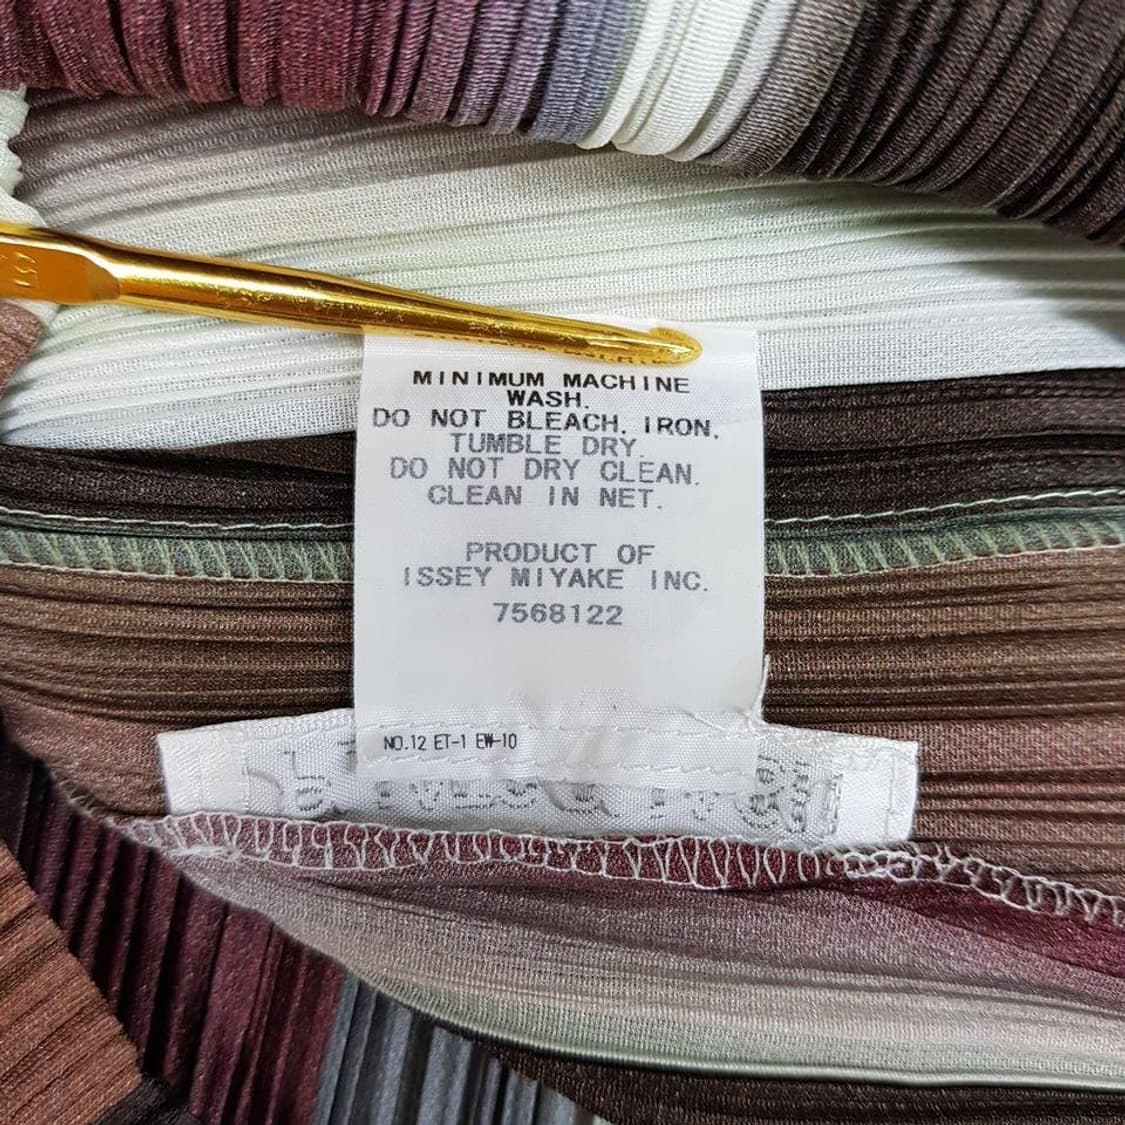 MINIMUM MACHINE
WASH.
DO NOT BLEACH, IRON,
TUMBLE DRY.
DO NOT DRY CLEAN.
CLEAN IN NET.
PRODUCT OF
ISSEY MIYAKE INC.
7568122
NO.12 ET-1 EW-10